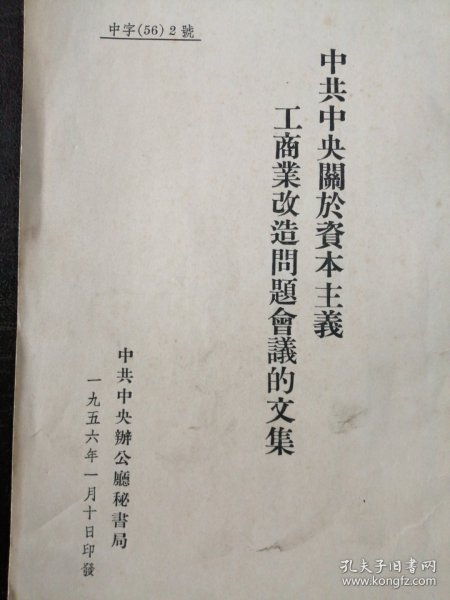 中字(56)2號
中共中央關於資本主義
工商業改造問題會議的文集
中共中央辦公廳秘書局
一九五六年一月十日印發
孔夫子旧书网
www.kongfz.com